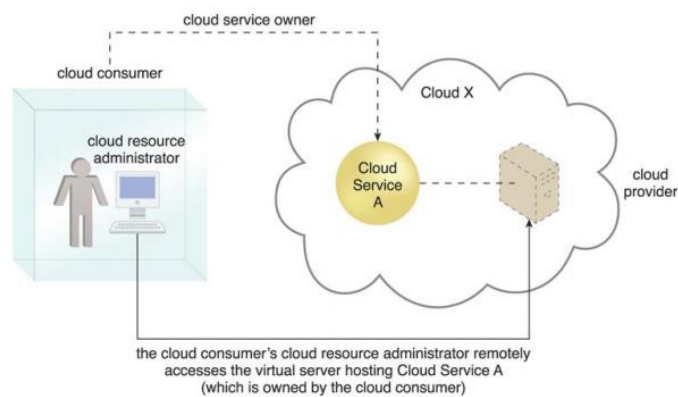 cloud service owner
cloud consumer
cloud resource
administrator
Cloud X
Cloud
Service
A
cloud
provider
the cloud consumer's cloud resource administrator remotely
accesses the virtual server hosting Cloud Service A
(which is owned by the cloud consumer)